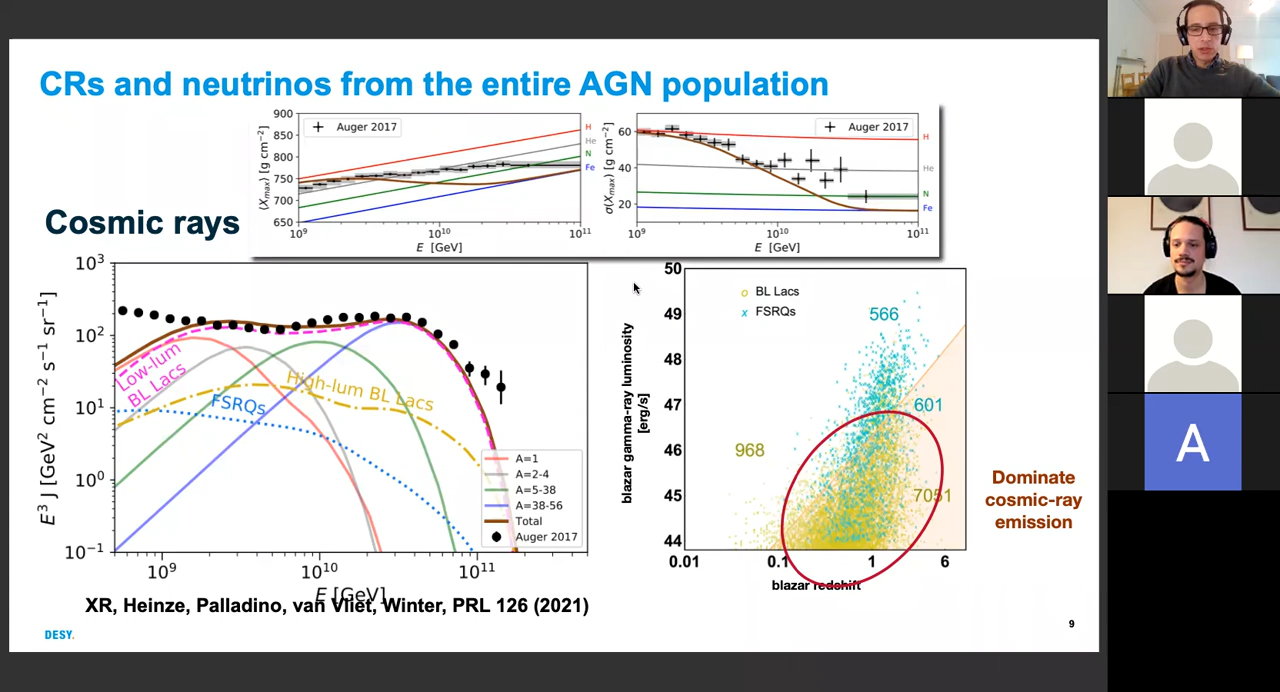 CRs and neutrinos from the entire AGN population
Cosmic rays
900
850
800
750
700
650
⟨Xmax⟩ [g cm⁻²]
Auger 2017
H
He
N
Fe
10⁹
10¹⁰
10¹¹
E [GeV]
60
40
20
σ(Xmax) [g cm⁻²]
Auger 2017
H
He
N
Fe
10⁹
10¹⁰
10¹¹
E [GeV]
10³
10²
10¹
10⁰
10⁻¹
E³ J [GeV² cm⁻² s⁻¹ sr⁻¹]
Low-lum
BL Lacs
High-lum BL Lacs
FSRQs
A=1
A=2-4
A=5-38
A=38-56
Total
Auger 2017
10⁹
10¹⁰
10¹¹
E [GeV]
50
49
48
47
46
45
44
blazar gamma-ray luminosity
[erg/s]
BL Lacs
FSRQs
566
601
968
7051
0.01
0.1
1
6
blazar redshift
Dominate
cosmic-ray
emission
XR, Heinze, Palladino, van Vliet, Winter, PRL 126 (2021)
DESY.
9
A